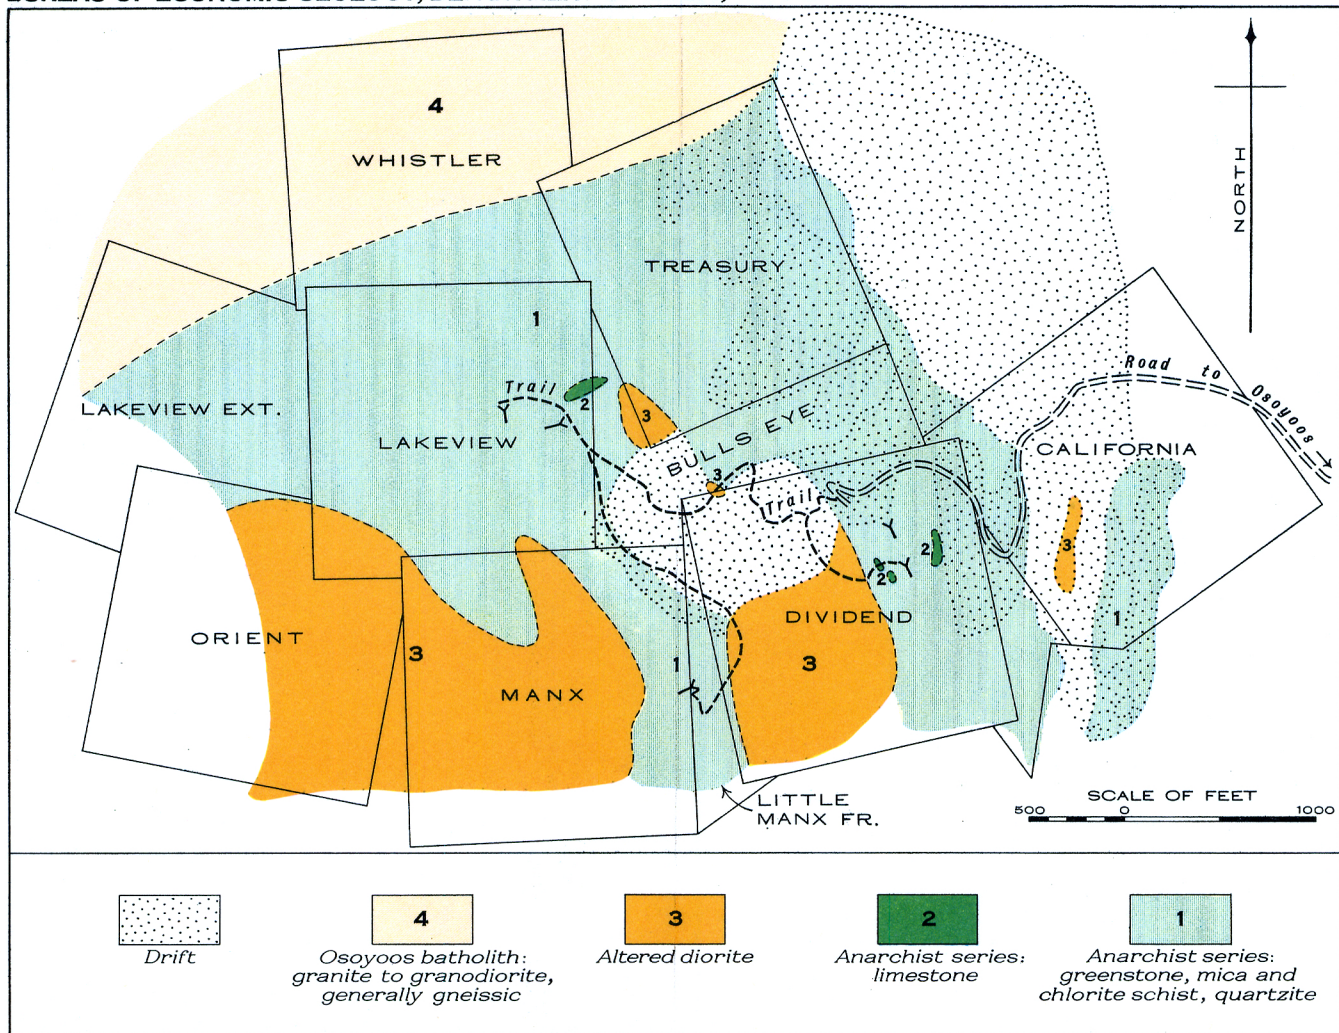 4
WHISTLER
NORTH
TREASURY
1
Road to Osoyoos
Trail
2
3
LAKEVIEW EXT.
LAKEVIEW
BULLS EYE
CALIFORNIA
3
Trail
2
3
2
ORIENT
DIVIDEND
1
3
1
3
MANX
LITTLE
MANX FR.
SCALE OF FEET
500 0 1000
4
3
2
1
Drift
Osoyoos batholith:
granite to granodiorite,
generally gneissic
Altered diorite
Anarchist series:
limestone
Anarchist series:
greenstone, mica and
chlorite schist, quartzite